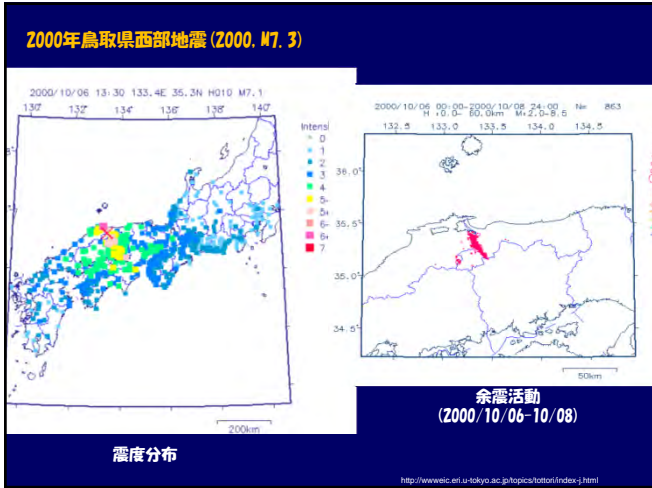 2000年鳥取県西部地震(2000, M7.3)
2000/10/06 13:30 133.4E 35.3N H010 M7.1
130° 132° 134° 136° 138° 140°
Intensi
0
1
2
3
4
5-
5+
6-
6+
7
200km
震度分布
2000/10/06 00:00-2000/10/08 24:00 N= 863
H :0.0- 60.0km M:2.0-8.5
132.5 133.0 133.5 134.0 134.5
36.0°
35.5°
35.0°
34.5°
50km
余震活動
(2000/10/06-10/08)
http://wwweic.eri.u-tokyo.ac.jp/topics/tottori/index-j.html